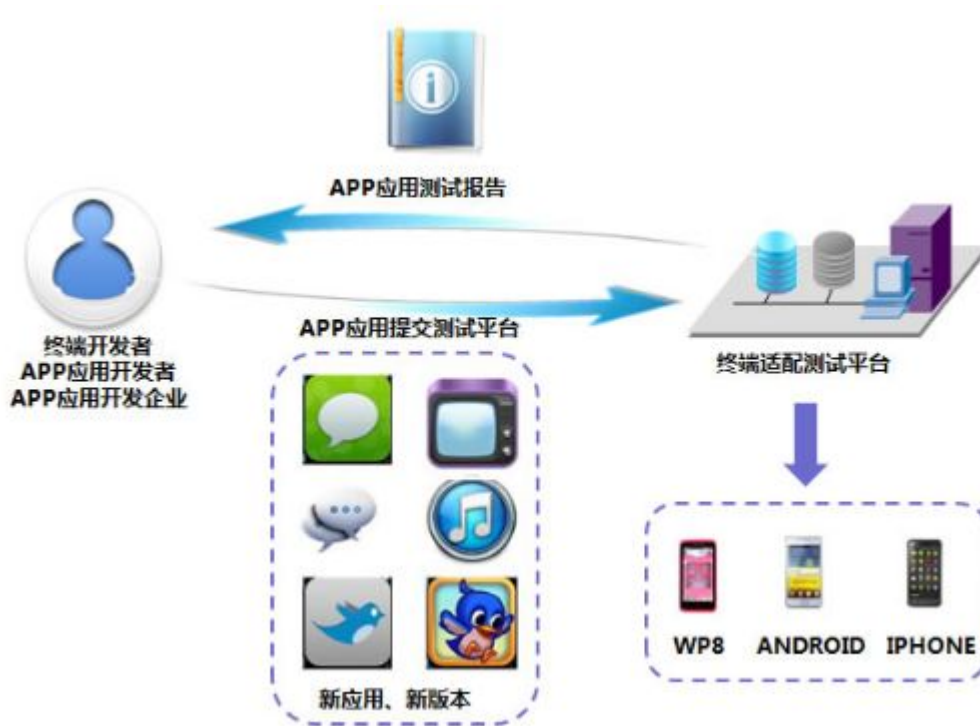 APP应用测试报告
APP应用提交测试平台
终端开发者
APP应用开发者
APP应用开发企业
终端适配测试平台
新应用、新版本
WP8
ANDROID
IPHONE